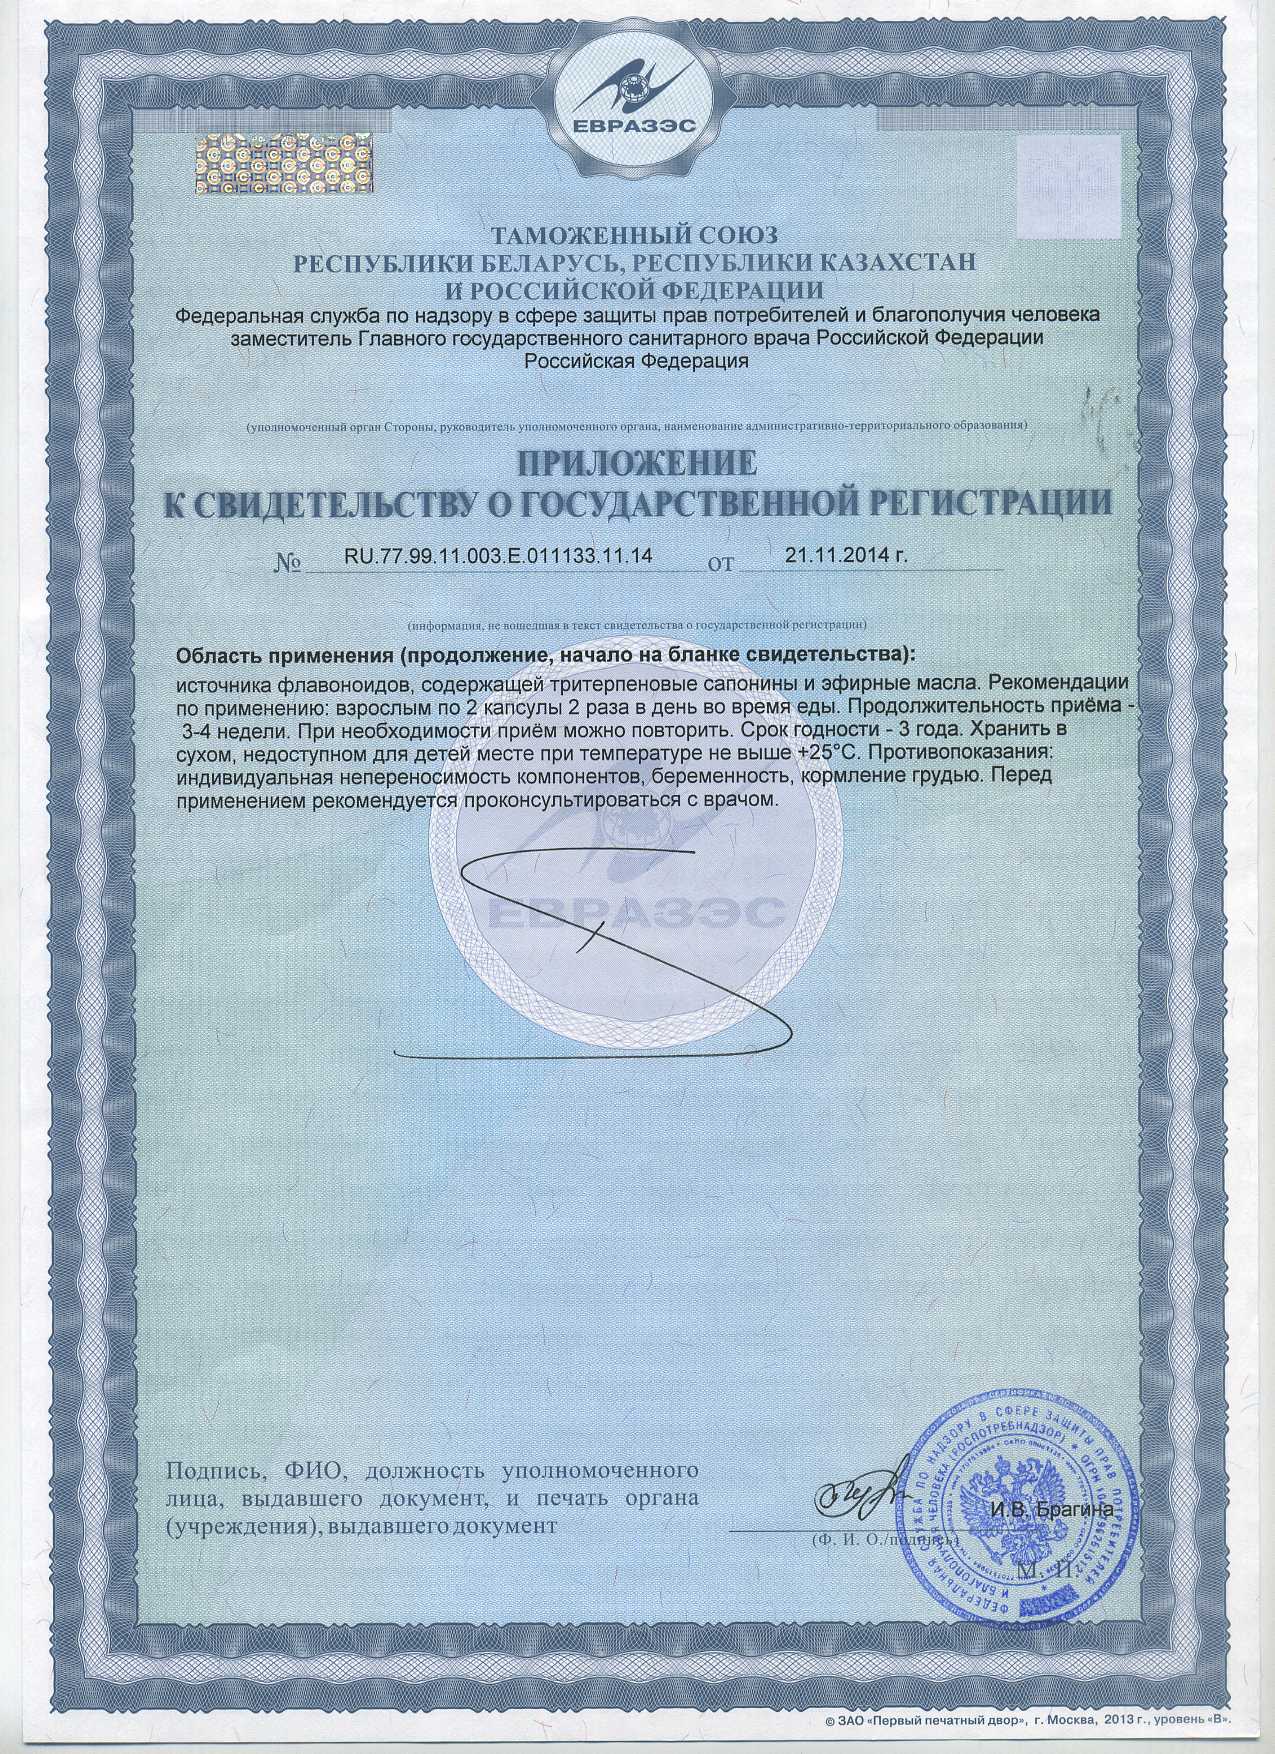 ЕВРАЗЭС
ТАМОЖЕННЫЙ СОЮЗ
РЕСПУБЛИКИ БЕЛАРУСЬ, РЕСПУБЛИКИ КАЗАХСТАН
И РОССИЙСКОЙ ФЕДЕРАЦИИ
Федеральная служба по надзору в сфере защиты прав потребителей и благополучия человека
заместитель Главного государственного санитарного врача Российской Федерации
Российская Федерация
(уполномоченный орган Стороны, руководитель уполномоченного органа, наименование административно-территориального образования)
ПРИЛОЖЕНИЕ
К СВИДЕТЕЛЬСТВУ О ГОСУДАРСТВЕННОЙ РЕГИСТРАЦИИ
№ RU.77.99.11.003.Е.011133.11.14 от 21.11.2014 г.
(информация, не вошедшая в текст свидетельства о государственной регистрации)
Область применения (продолжение, начало на бланке свидетельства):
источника флавоноидов, содержащей тритерпеновые сапонины и эфирные масла. Рекомендации
по применению: взрослым по 2 капсулы 2 раза в день во время еды. Продолжительность приёма -
3-4 недели. При необходимости приём можно повторить. Срок годности - 3 года. Хранить в
сухом, недоступном для детей месте при температуре не выше +25°С. Противопоказания:
индивидуальная непереносимость компонентов, беременность, кормление грудью. Перед
применением рекомендуется проконсультироваться с врачом.
ЕВРАЗЭС
Подпись, ФИО, должность уполномоченного
лица, выдавшего документ, и печать органа
(учреждения), выдавшего документ
И.В. Брагина
(Ф. И. О./подпись)
М. П.
ФЕДЕРАЛЬНАЯ СЛУЖБА ПО НАДЗОРУ В СФЕРЕ ЗАЩИТЫ ПРАВ ПОТРЕБИТЕЛЕЙ
И БЛАГОПОЛУЧИЯ ЧЕЛОВЕКА (РОСПОТРЕБНАДЗОР)
© ЗАО «Первый печатный двор», г. Москва, 2013 г., уровень «В».